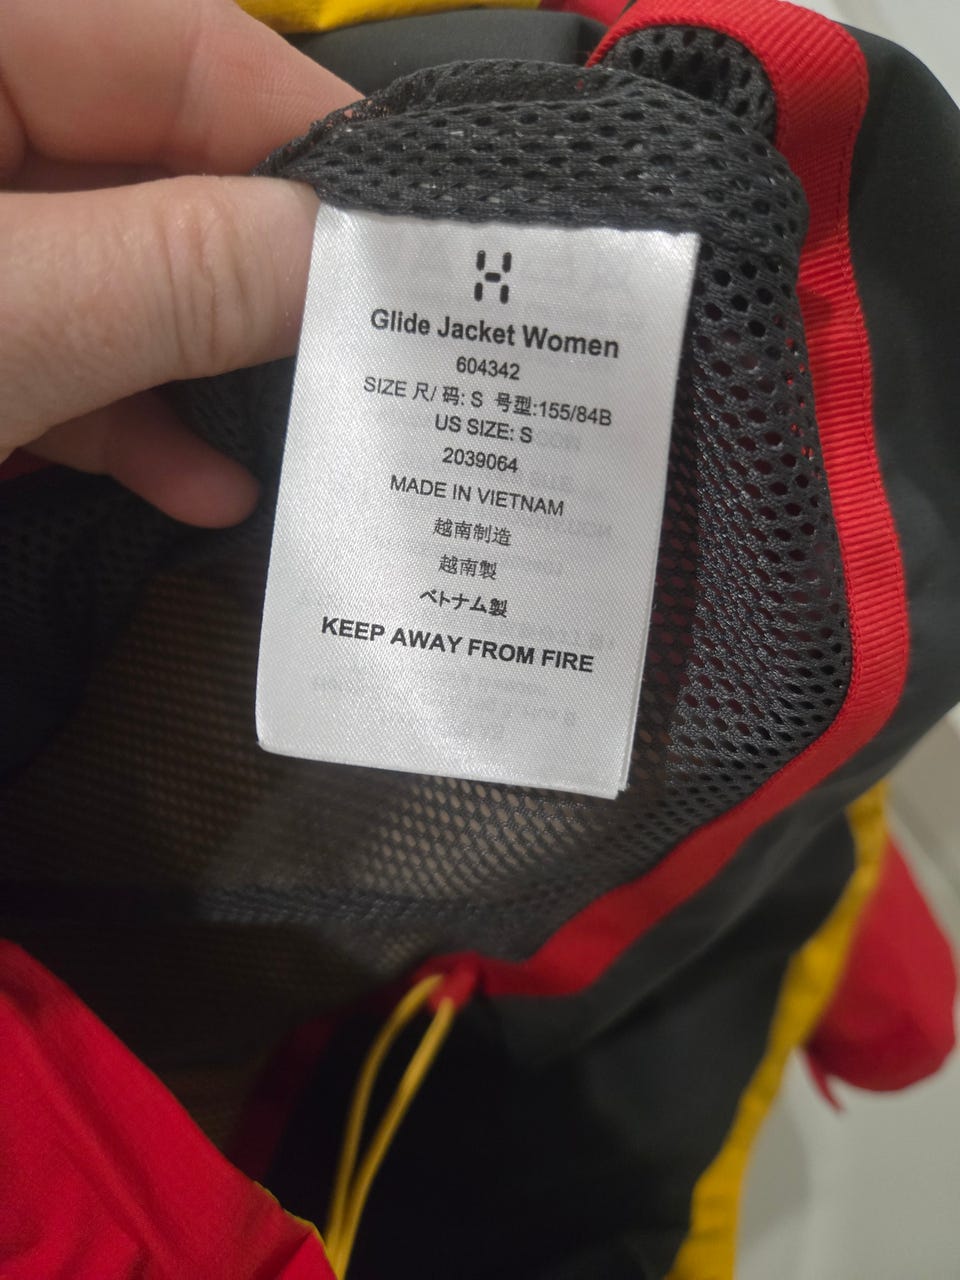 Glide Jacket Women
604342
SIZE 尺/ 码: S 号型:155/84B
US SIZE: S
2039064
MADE IN VIETNAM
越南制造
越南製
ベトナム製
KEEP AWAY FROM FIRE